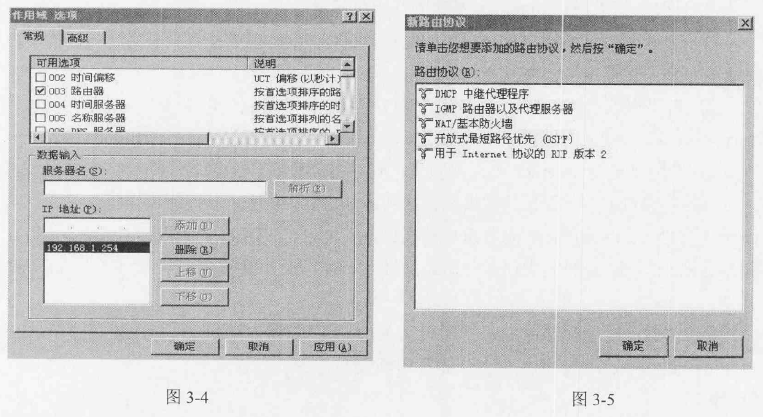 作用域 选项
常规 高级
可用选项 说明
002 时间偏移 UCT 偏移(以秒计)
003 路由器 按首选项排序的路
004 时间服务器 按首选项排序的时
005 名称服务器 按首选项排列的名
006 DNS 服务器 按首选项排序的
数据输入
服务器名(S):
解析(R)
IP 地址(P):
添加(D)
192.168.1.254 删除(R)
上移(U)
下移(O)
确定 取消 应用(A)
图 3-4
新路由协议
请单击您想要添加的路由协议，然后按“确定”。
路由协议(R):
DHCP 中继代理程序
IGMP 路由器以及代理服务器
NAT/基本防火墙
开放式最短路径优先 (OSPF)
用于 Internet 协议的 RIP 版本 2
确定 取消
图 3-5